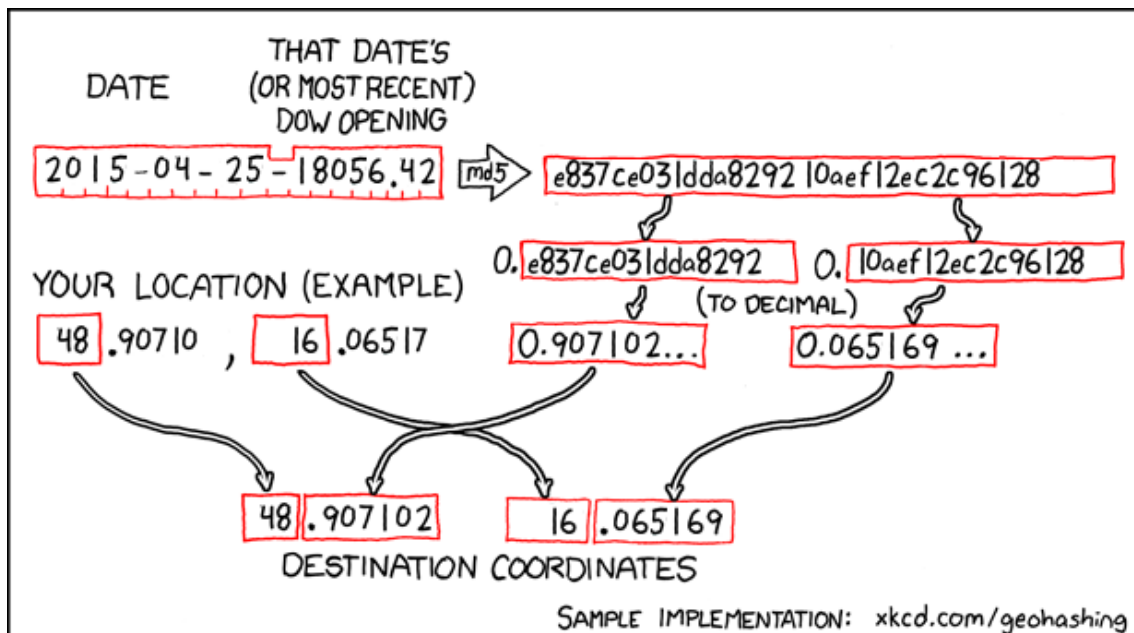 DATE
THAT DATE'S
(OR MOST RECENT)
DOW OPENING
2015-04-25-18056.42
md5
e837ce031dda829210aef12ec2c96128
0.e837ce031dda8292
0.10aef12ec2c96128
(TO DECIMAL)
YOUR LOCATION (EXAMPLE)
48.90710, 16.06517
0.907102...
0.065169...
48.907102
16.065169
DESTINATION COORDINATES
SAMPLE IMPLEMENTATION: xkcd.com/geohashing